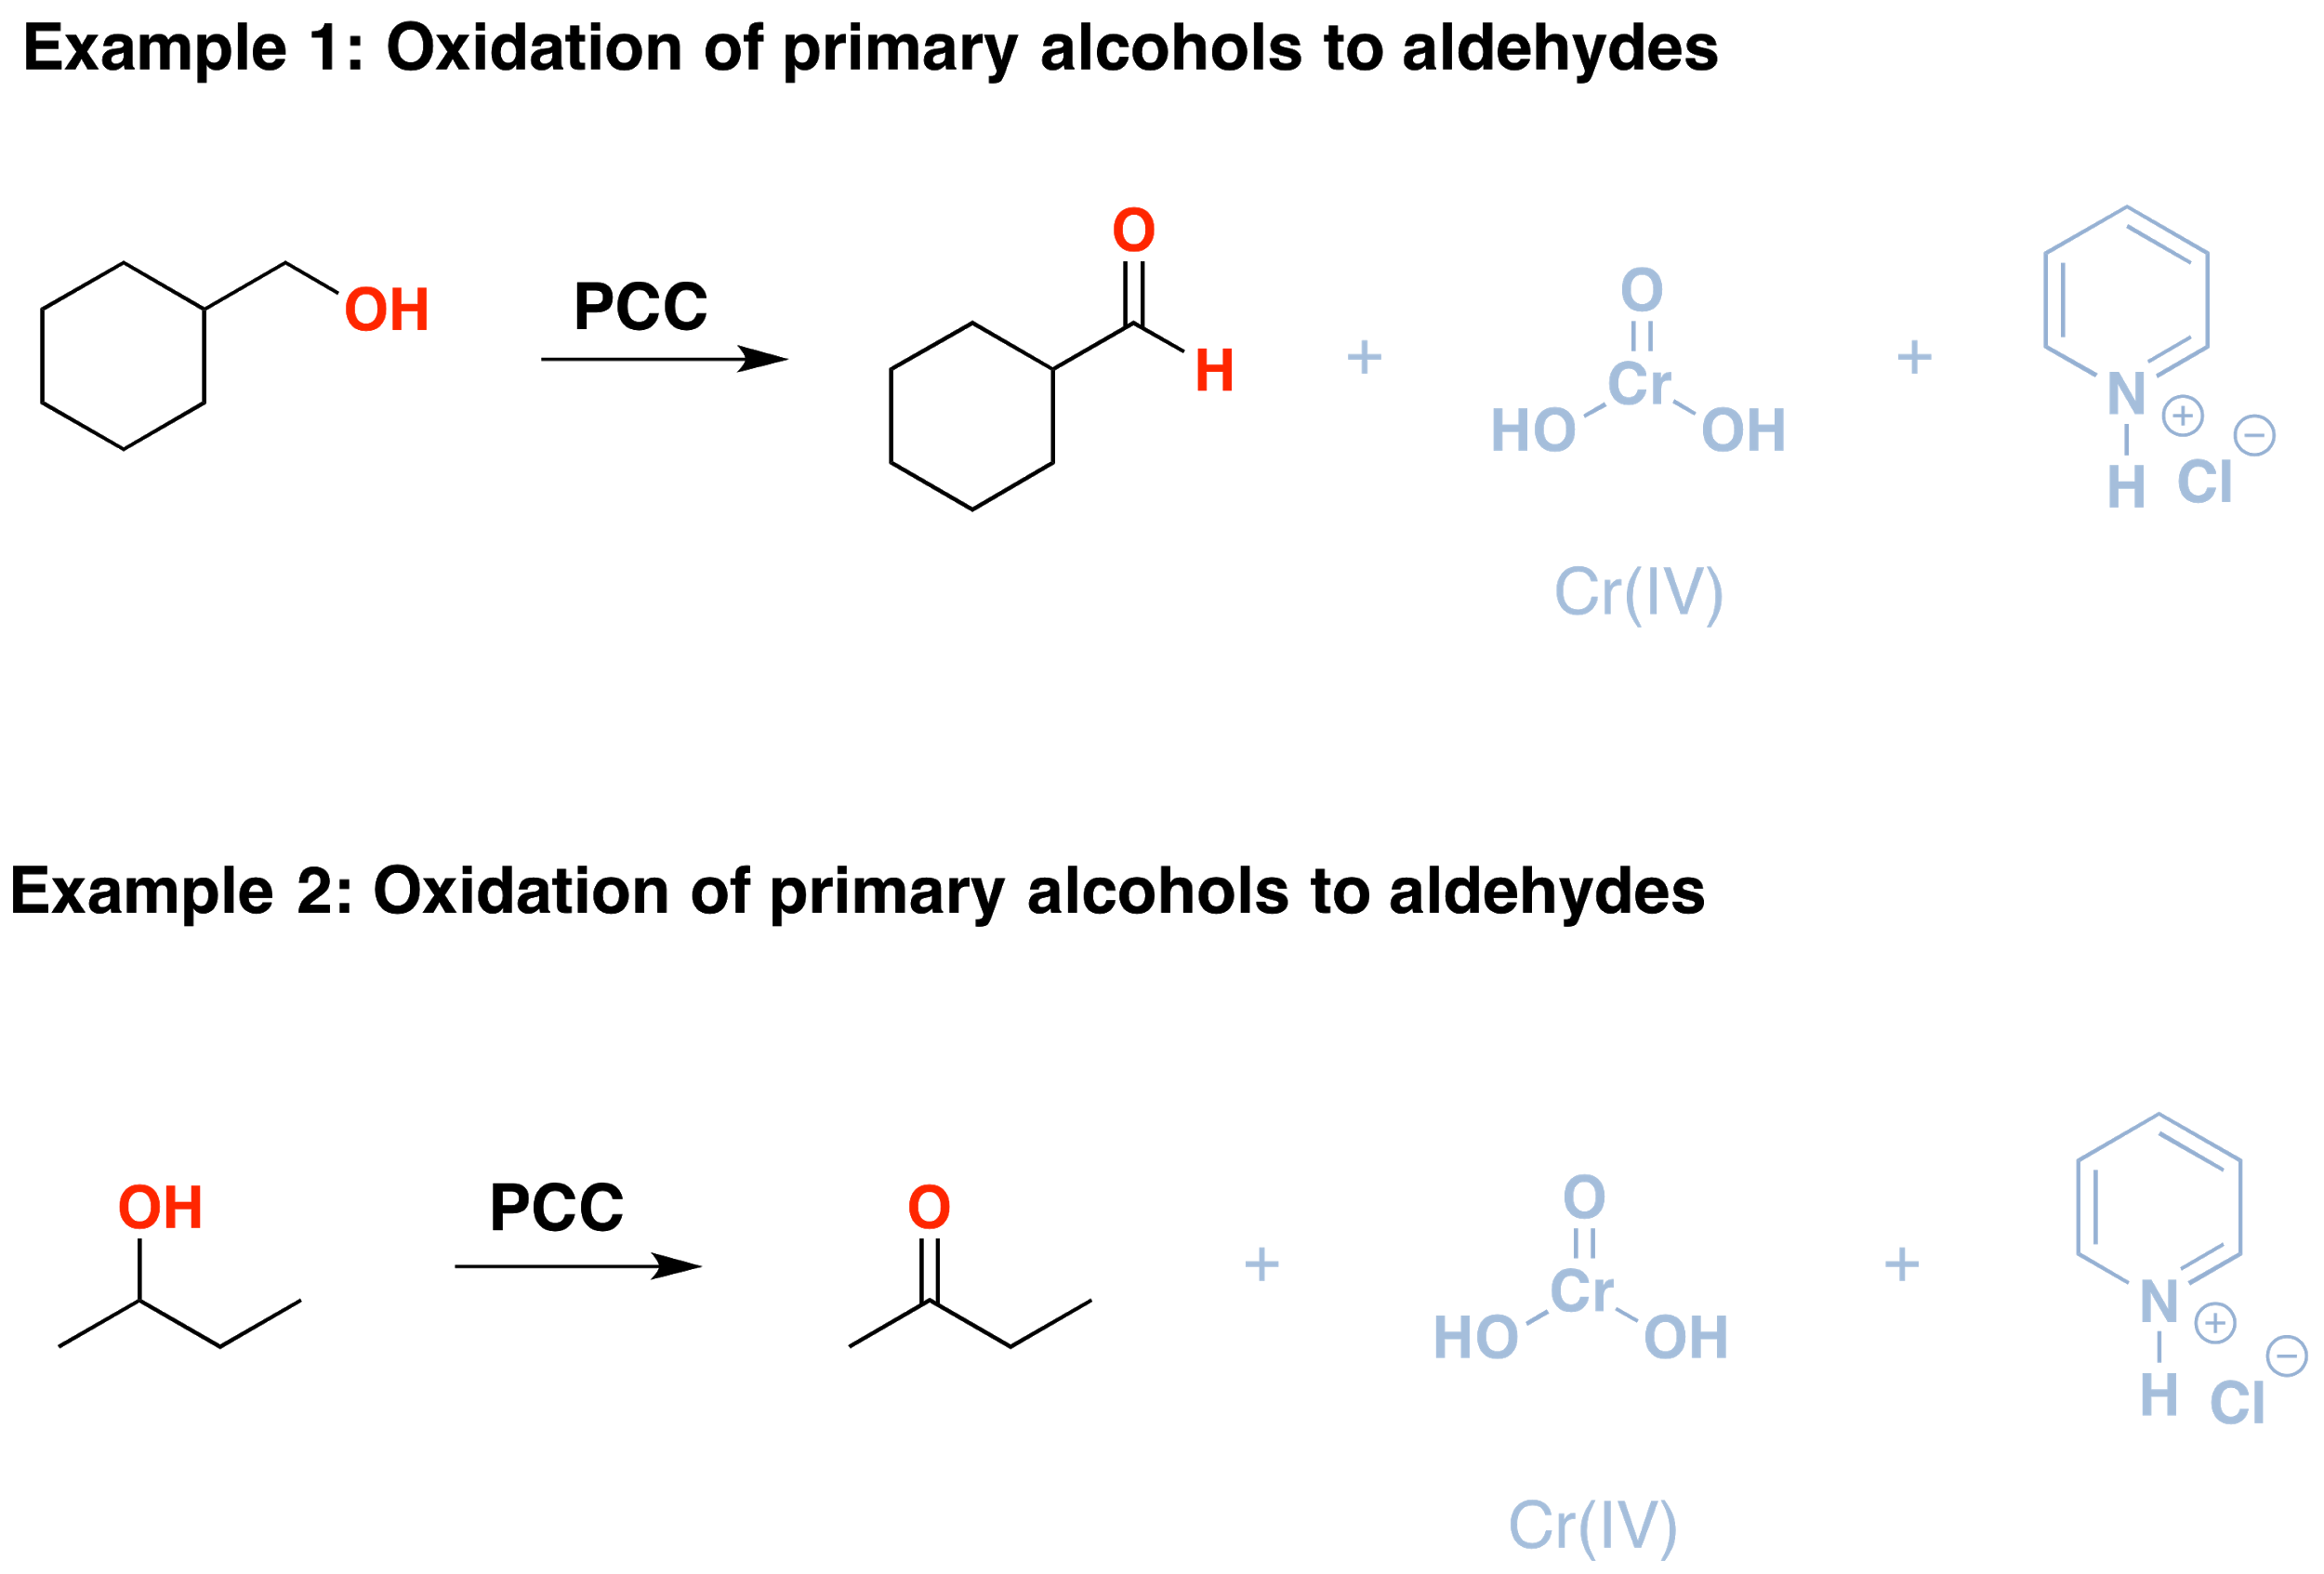 Example 1: Oxidation of primary alcohols to aldehydes
OH
PCC
O
H
+
O
Cr
HO OH
Cr(IV)
+
N
+
H
Cl
−
Example 2: Oxidation of primary alcohols to aldehydes
OH
PCC
O
+
O
Cr
HO OH
Cr(IV)
+
N
+
H
Cl
−